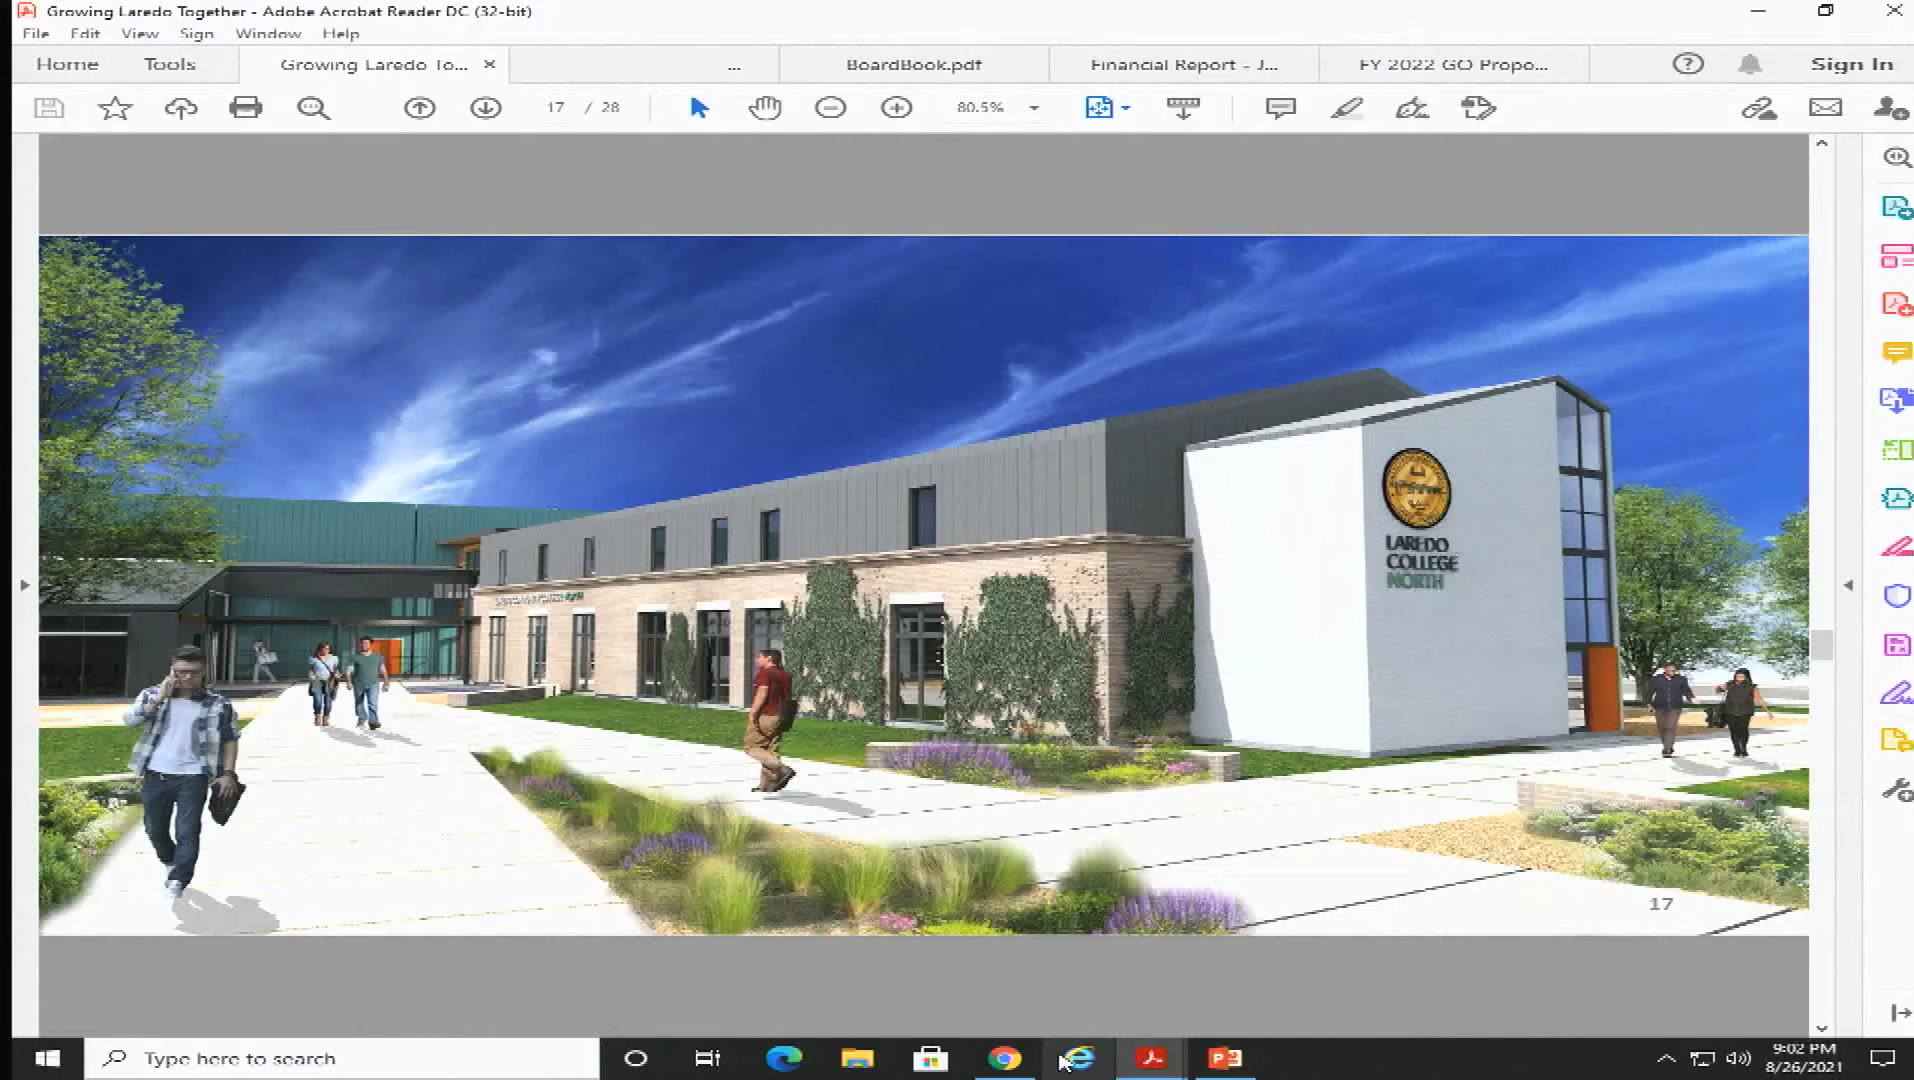 Growing Laredo Together - Adobe Acrobat Reader DC (32-bit)
File Edit View Sign Window Help
Home Tools Growing Laredo To... ... BoardBook.pdf Financial Report - J... FY 2022 GO Propo... Sign In
17 / 28 80.5%
LAREDO
COLLEGE
NORTH
17
Type here to search
9:02 PM
8/26/2021